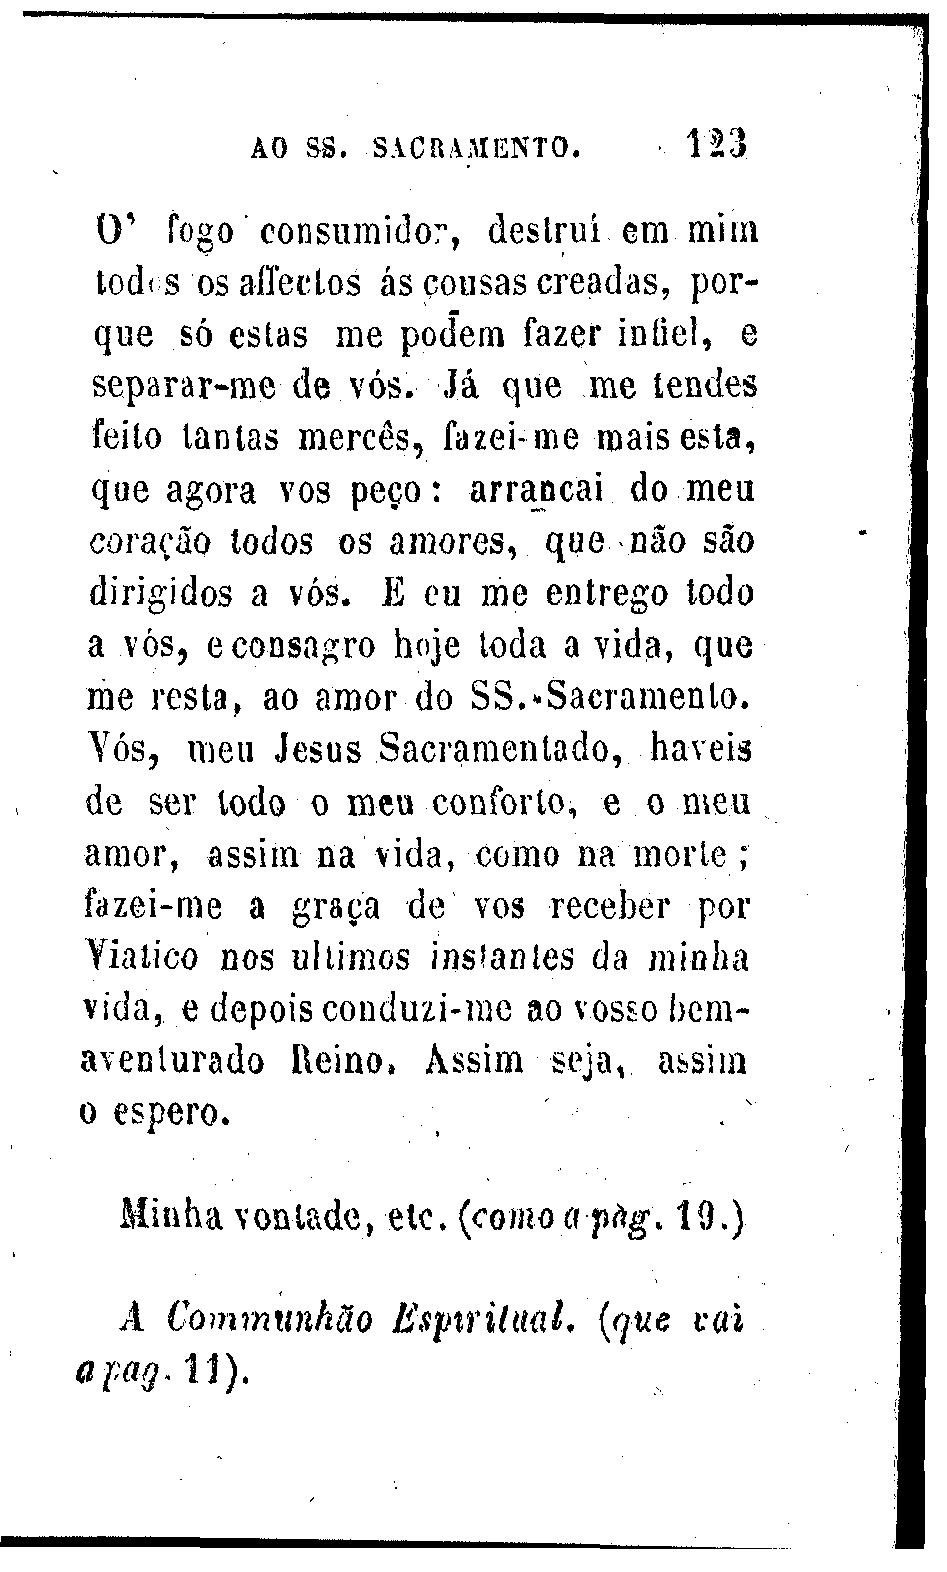 AO SS. SACRAMENTO. 123
O' fogo consumidor, destruí em mim
todos os affectos ás cousas creadas, por-
que só estas me podem fazer infiel, e
separar-me de vós. Já que me tendes
feito tantas mercês, fazei-me mais esta,
que agora vos peço: arrancai do meu
coração todos os amores, que não são
dirigidos a vós. E eu me entrego todo
a vós, e consagro hoje toda a vida, que
me resta, ao amor do SS. Sacramento.
Vós, meu Jesus Sacramentado, haveis
de ser todo o meu conforto, e o meu
amor, assim na vida, como na morte;
fazei-me a graça de vos receber por
Viatico nos ultimos instantes da minha
vida, e depois conduzi-me ao vosso bem-
aventurado Reino. Assim seja, assim
o espero.
Minha vontade, etc. (como a pàg. 19.)
A Communhão Espiritual. (que vai
a pag. 11).